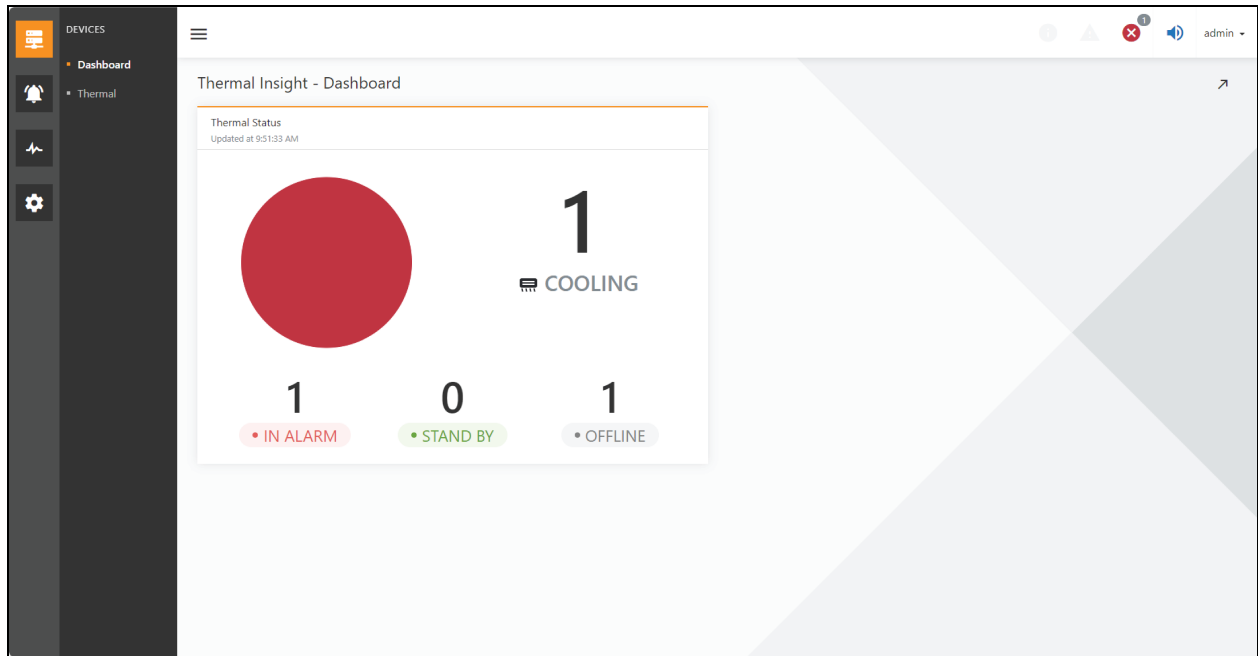 DEVICES
Dashboard
Thermal
1
admin
Thermal Insight - Dashboard
Thermal Status
Updated at 9:51:33 AM
1
COOLING
1
0
1
• IN ALARM
• STAND BY
• OFFLINE